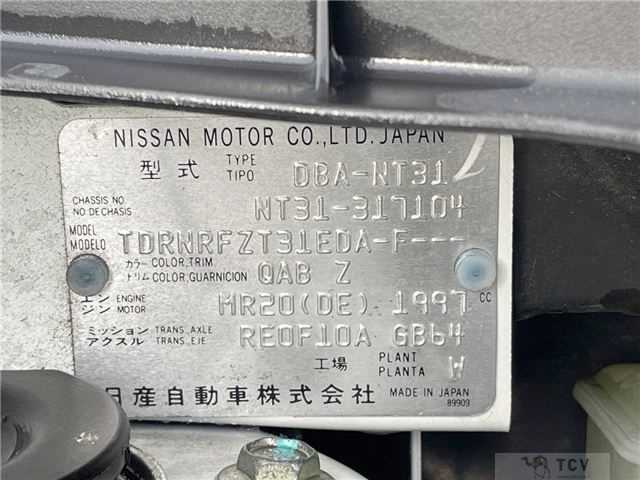 NISSAN MOTOR CO.,LTD.JAPAN
型式 TYPE TIPO DBA-NT31
CHASSIS NO. NO.DE CHASIS NT31-317104
MODEL MODELO TDRNRFZT31EDA-F---
カラー COLOR,TRIM トリム COLOR,GUARNICION QAB Z
エンジン ENGINE MOTOR MR20(DE) 1997 CC
ミッション アクスル TRANS.AXLE TRANS.EJE RE0F10A GB64
工場 PLANT PLANTA W
日産自動車株式会社 MADE IN JAPAN
89909
TCV